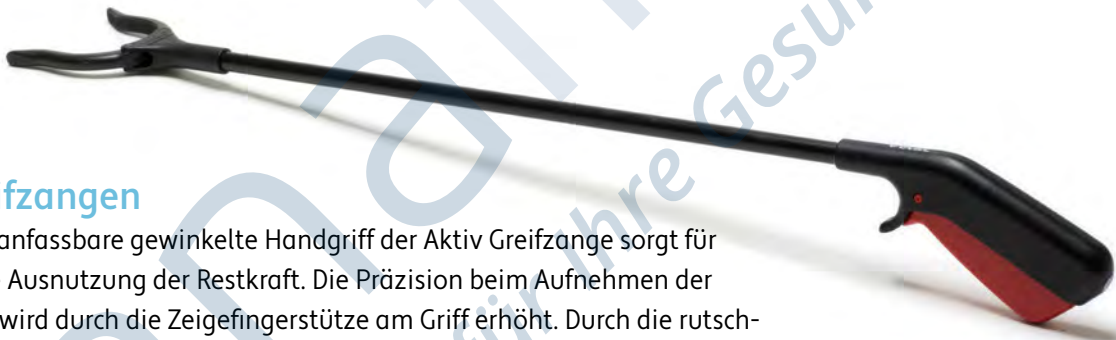 fzangen
anfassbare gewinkelte Handgriff der Aktiv Greifzange sorgt für
Ausnutzung der Restkraft. Die Präzision beim Aufnehmen der
wird durch die Zeigefingerstütze am Griff erhöht. Durch die rutsch-
für Ihre Gesun